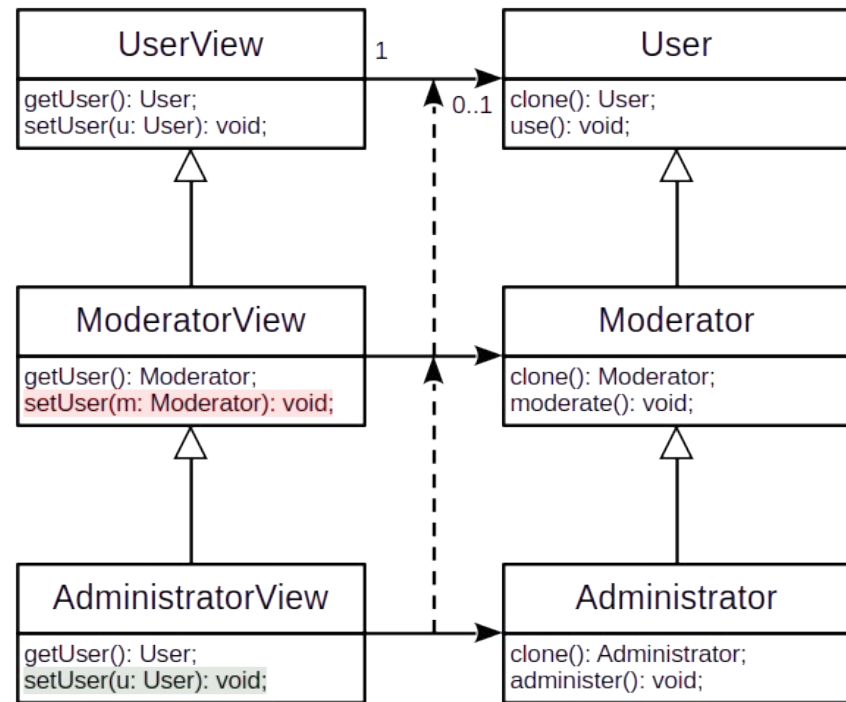 UserView
getUser(): User;
setUser(u: User): void;
1
0..1
User
clone(): User;
use(): void;
ModeratorView
getUser(): Moderator;
setUser(m: Moderator): void;
Moderator
clone(): Moderator;
moderate(): void;
AdministratorView
getUser(): User;
setUser(u: User): void;
Administrator
clone(): Administrator;
administer(): void;